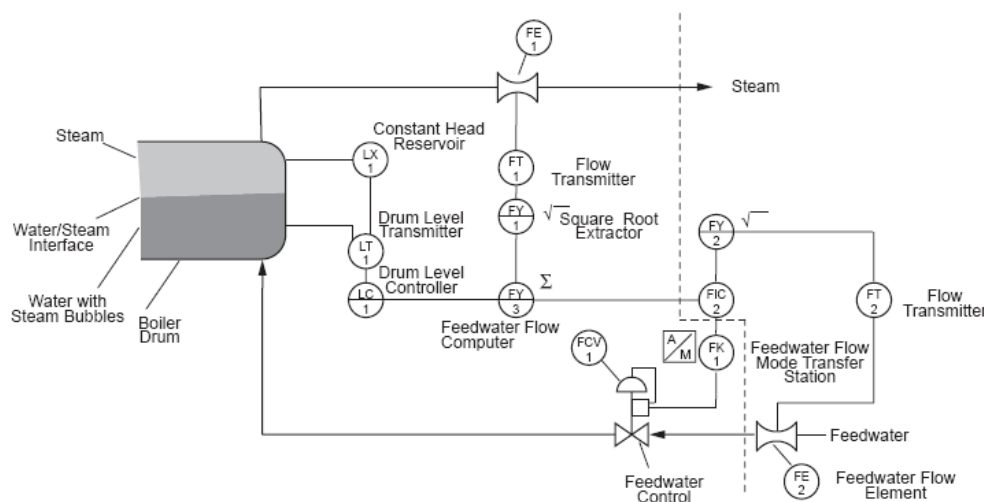 FE
1
Steam
Steam
Constant Head
Reservoir
LX
1
FT
1
Flow
Transmitter
Water/Steam
Interface
Drum Level
Transmitter
LT
1
FY
1
√ Square Root
Extractor
FY
2
√
Water with
Steam Bubbles
Boiler
Drum
Drum Level
Controller
LC
1
FY
3
Σ
Feedwater Flow
Computer
FIC
2
FT
2
Flow
Transmitter
FCV
1
A
M
FK
1
Feedwater Flow
Mode Transfer
Station
Feedwater
Feedwater
Control
FE
2
Feedwater Flow
Element